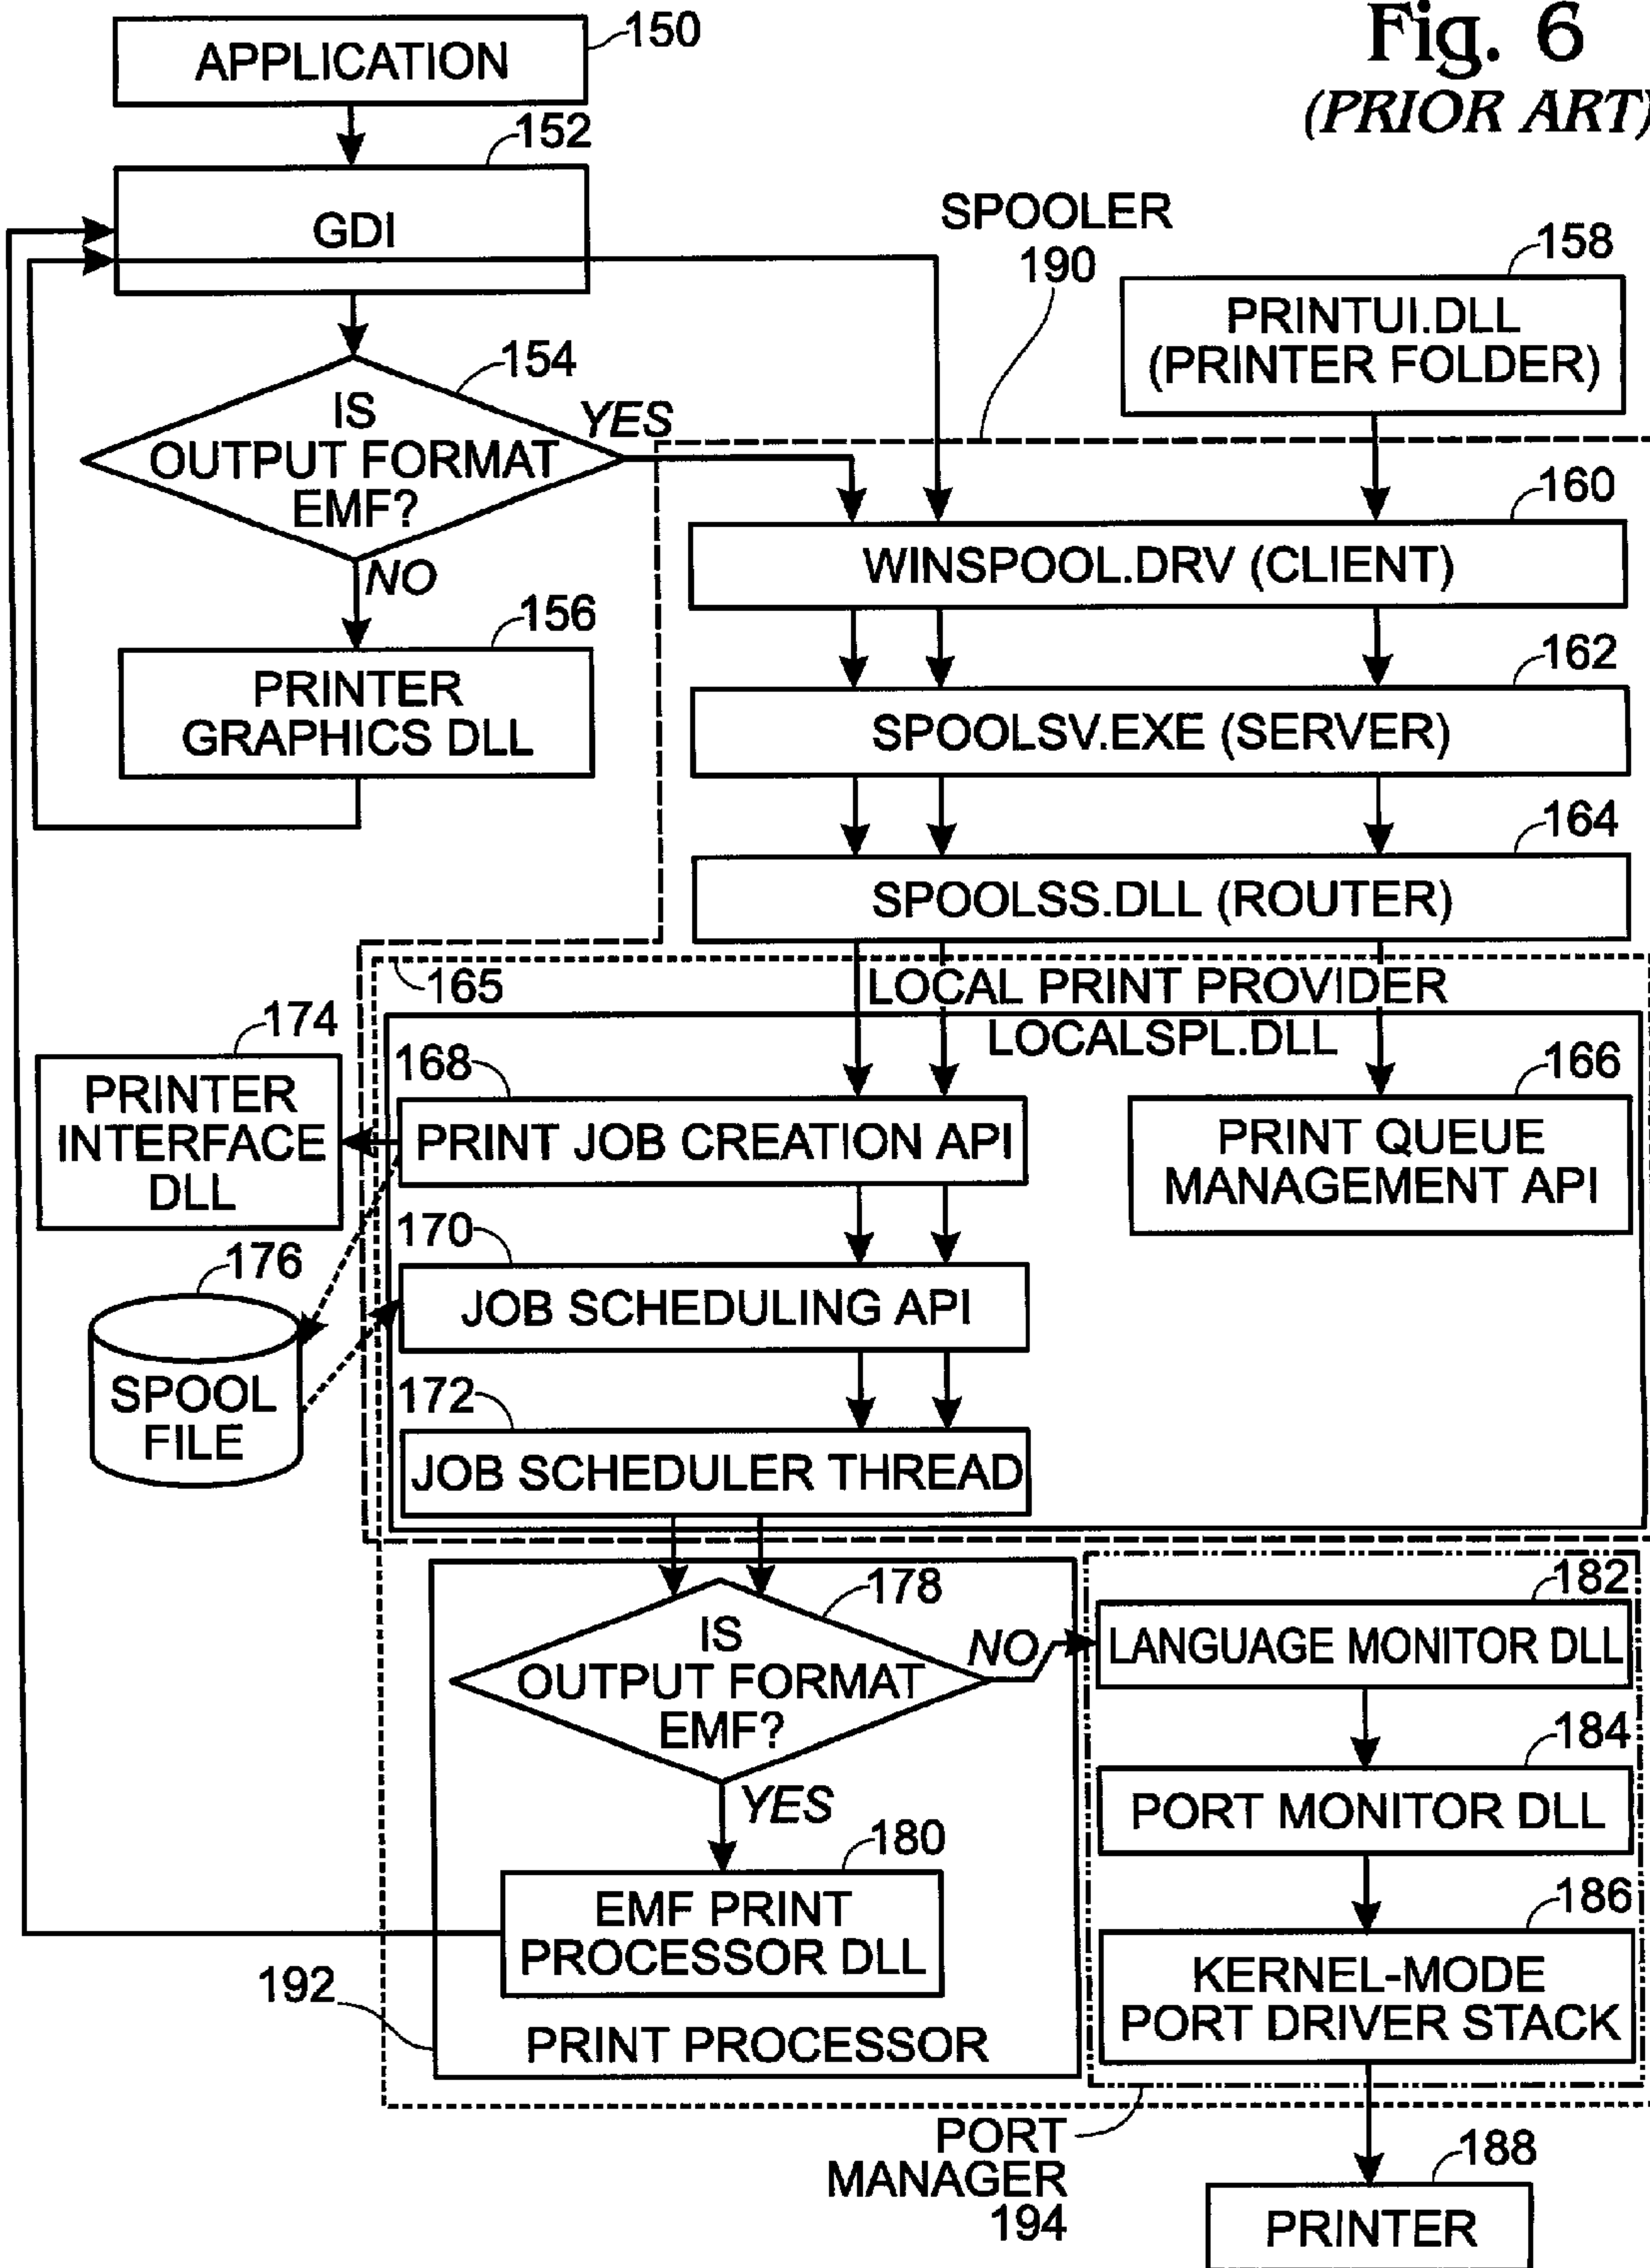 Fig. 6
(PRIOR ART)
150
APPLICATION
152
GDI
SPOOLER
190
158
PRINTUI.DLL
(PRINTER FOLDER)
154
IS
OUTPUT FORMAT
EMF?
YES
NO
160
WINSPOOL.DRV (CLIENT)
156
PRINTER
GRAPHICS DLL
162
SPOOLSV.EXE (SERVER)
164
SPOOLSS.DLL (ROUTER)
165
LOCAL PRINT PROVIDER
LOCALSPL.DLL
174
PRINTER
INTERFACE
DLL
168
PRINT JOB CREATION API
166
PRINT QUEUE
MANAGEMENT API
170
JOB SCHEDULING API
176
SPOOL
FILE
172
JOB SCHEDULER THREAD
178
IS
OUTPUT FORMAT
EMF?
NO
YES
182
LANGUAGE MONITOR DLL
184
PORT MONITOR DLL
180
EMF PRINT
PROCESSOR DLL
186
KERNEL-MODE
PORT DRIVER STACK
192
PRINT PROCESSOR
PORT
MANAGER
194
188
PRINTER